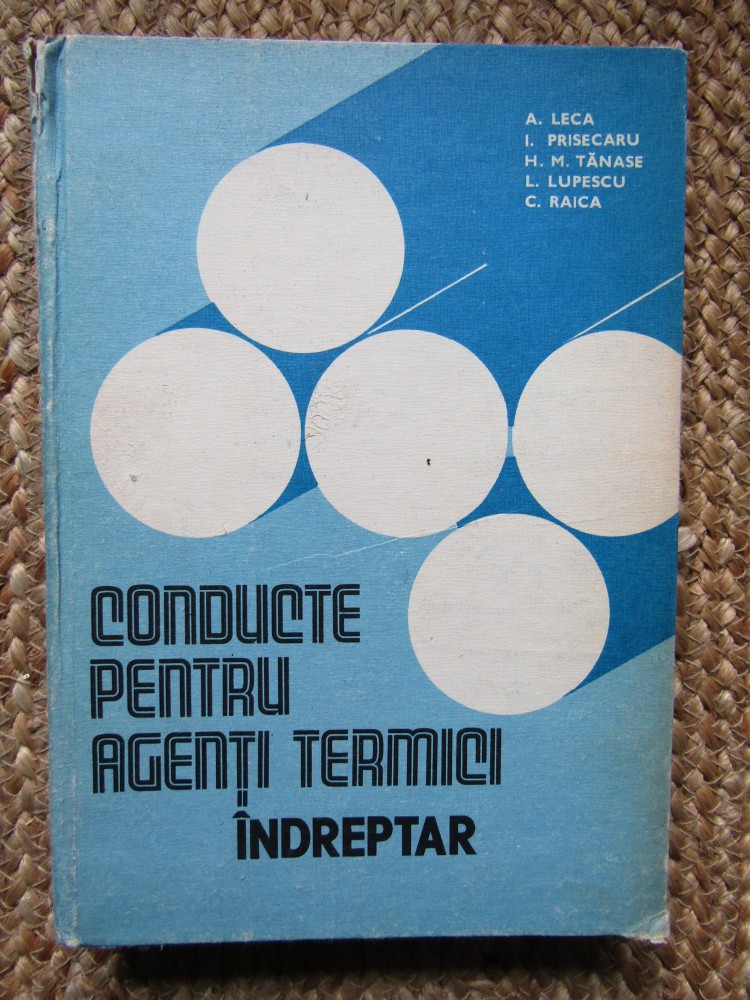 A. LECA
I. PRISECARU
H. M. TĂNASE
L. LUPESCU
C. RAICA
CONDUCTE
PENTRU
AGENȚI TERMICI
ÎNDREPTAR